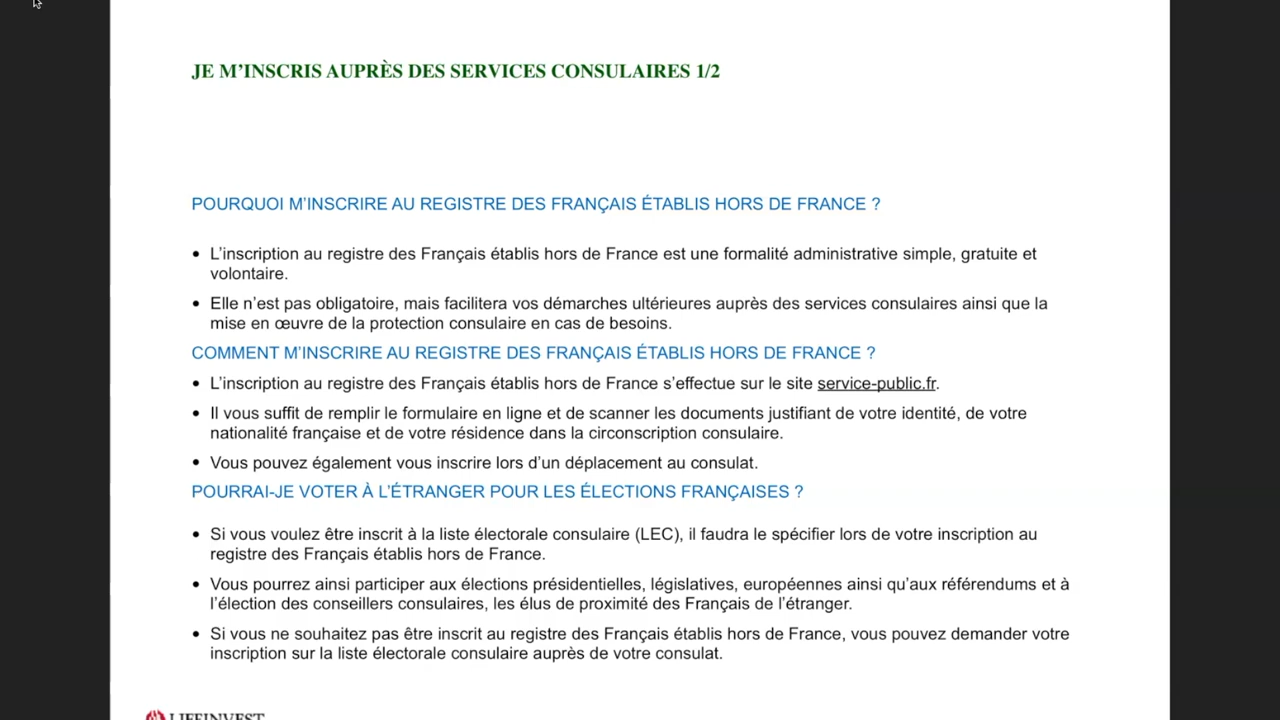 JE M’INSCRIS AUPRÈS DES SERVICES CONSULAIRES 1/2
POURQUOI M’INSCRIRE AU REGISTRE DES FRANÇAIS ÉTABLIS HORS DE FRANCE ?
• L’inscription au registre des Français établis hors de France est une formalité administrative simple, gratuite et
volontaire.
• Elle n’est pas obligatoire, mais facilitera vos démarches ultérieures auprès des services consulaires ainsi que la
mise en œuvre de la protection consulaire en cas de besoins.
COMMENT M’INSCRIRE AU REGISTRE DES FRANÇAIS ÉTABLIS HORS DE FRANCE ?
• L’inscription au registre des Français établis hors de France s’effectue sur le site service-public.fr.
• Il vous suffit de remplir le formulaire en ligne et de scanner les documents justifiant de votre identité, de votre
nationalité française et de votre résidence dans la circonscription consulaire.
• Vous pouvez également vous inscrire lors d’un déplacement au consulat.
POURRAI-JE VOTER À L’ÉTRANGER POUR LES ÉLECTIONS FRANÇAISES ?
• Si vous voulez être inscrit à la liste électorale consulaire (LEC), il faudra le spécifier lors de votre inscription au
registre des Français établis hors de France.
• Vous pourrez ainsi participer aux élections présidentielles, législatives, européennes ainsi qu’aux référendums et à
l’élection des conseillers consulaires, les élus de proximité des Français de l’étranger.
• Si vous ne souhaitez pas être inscrit au registre des Français établis hors de France, vous pouvez demander votre
inscription sur la liste électorale consulaire auprès de votre consulat.
LIFEINVEST